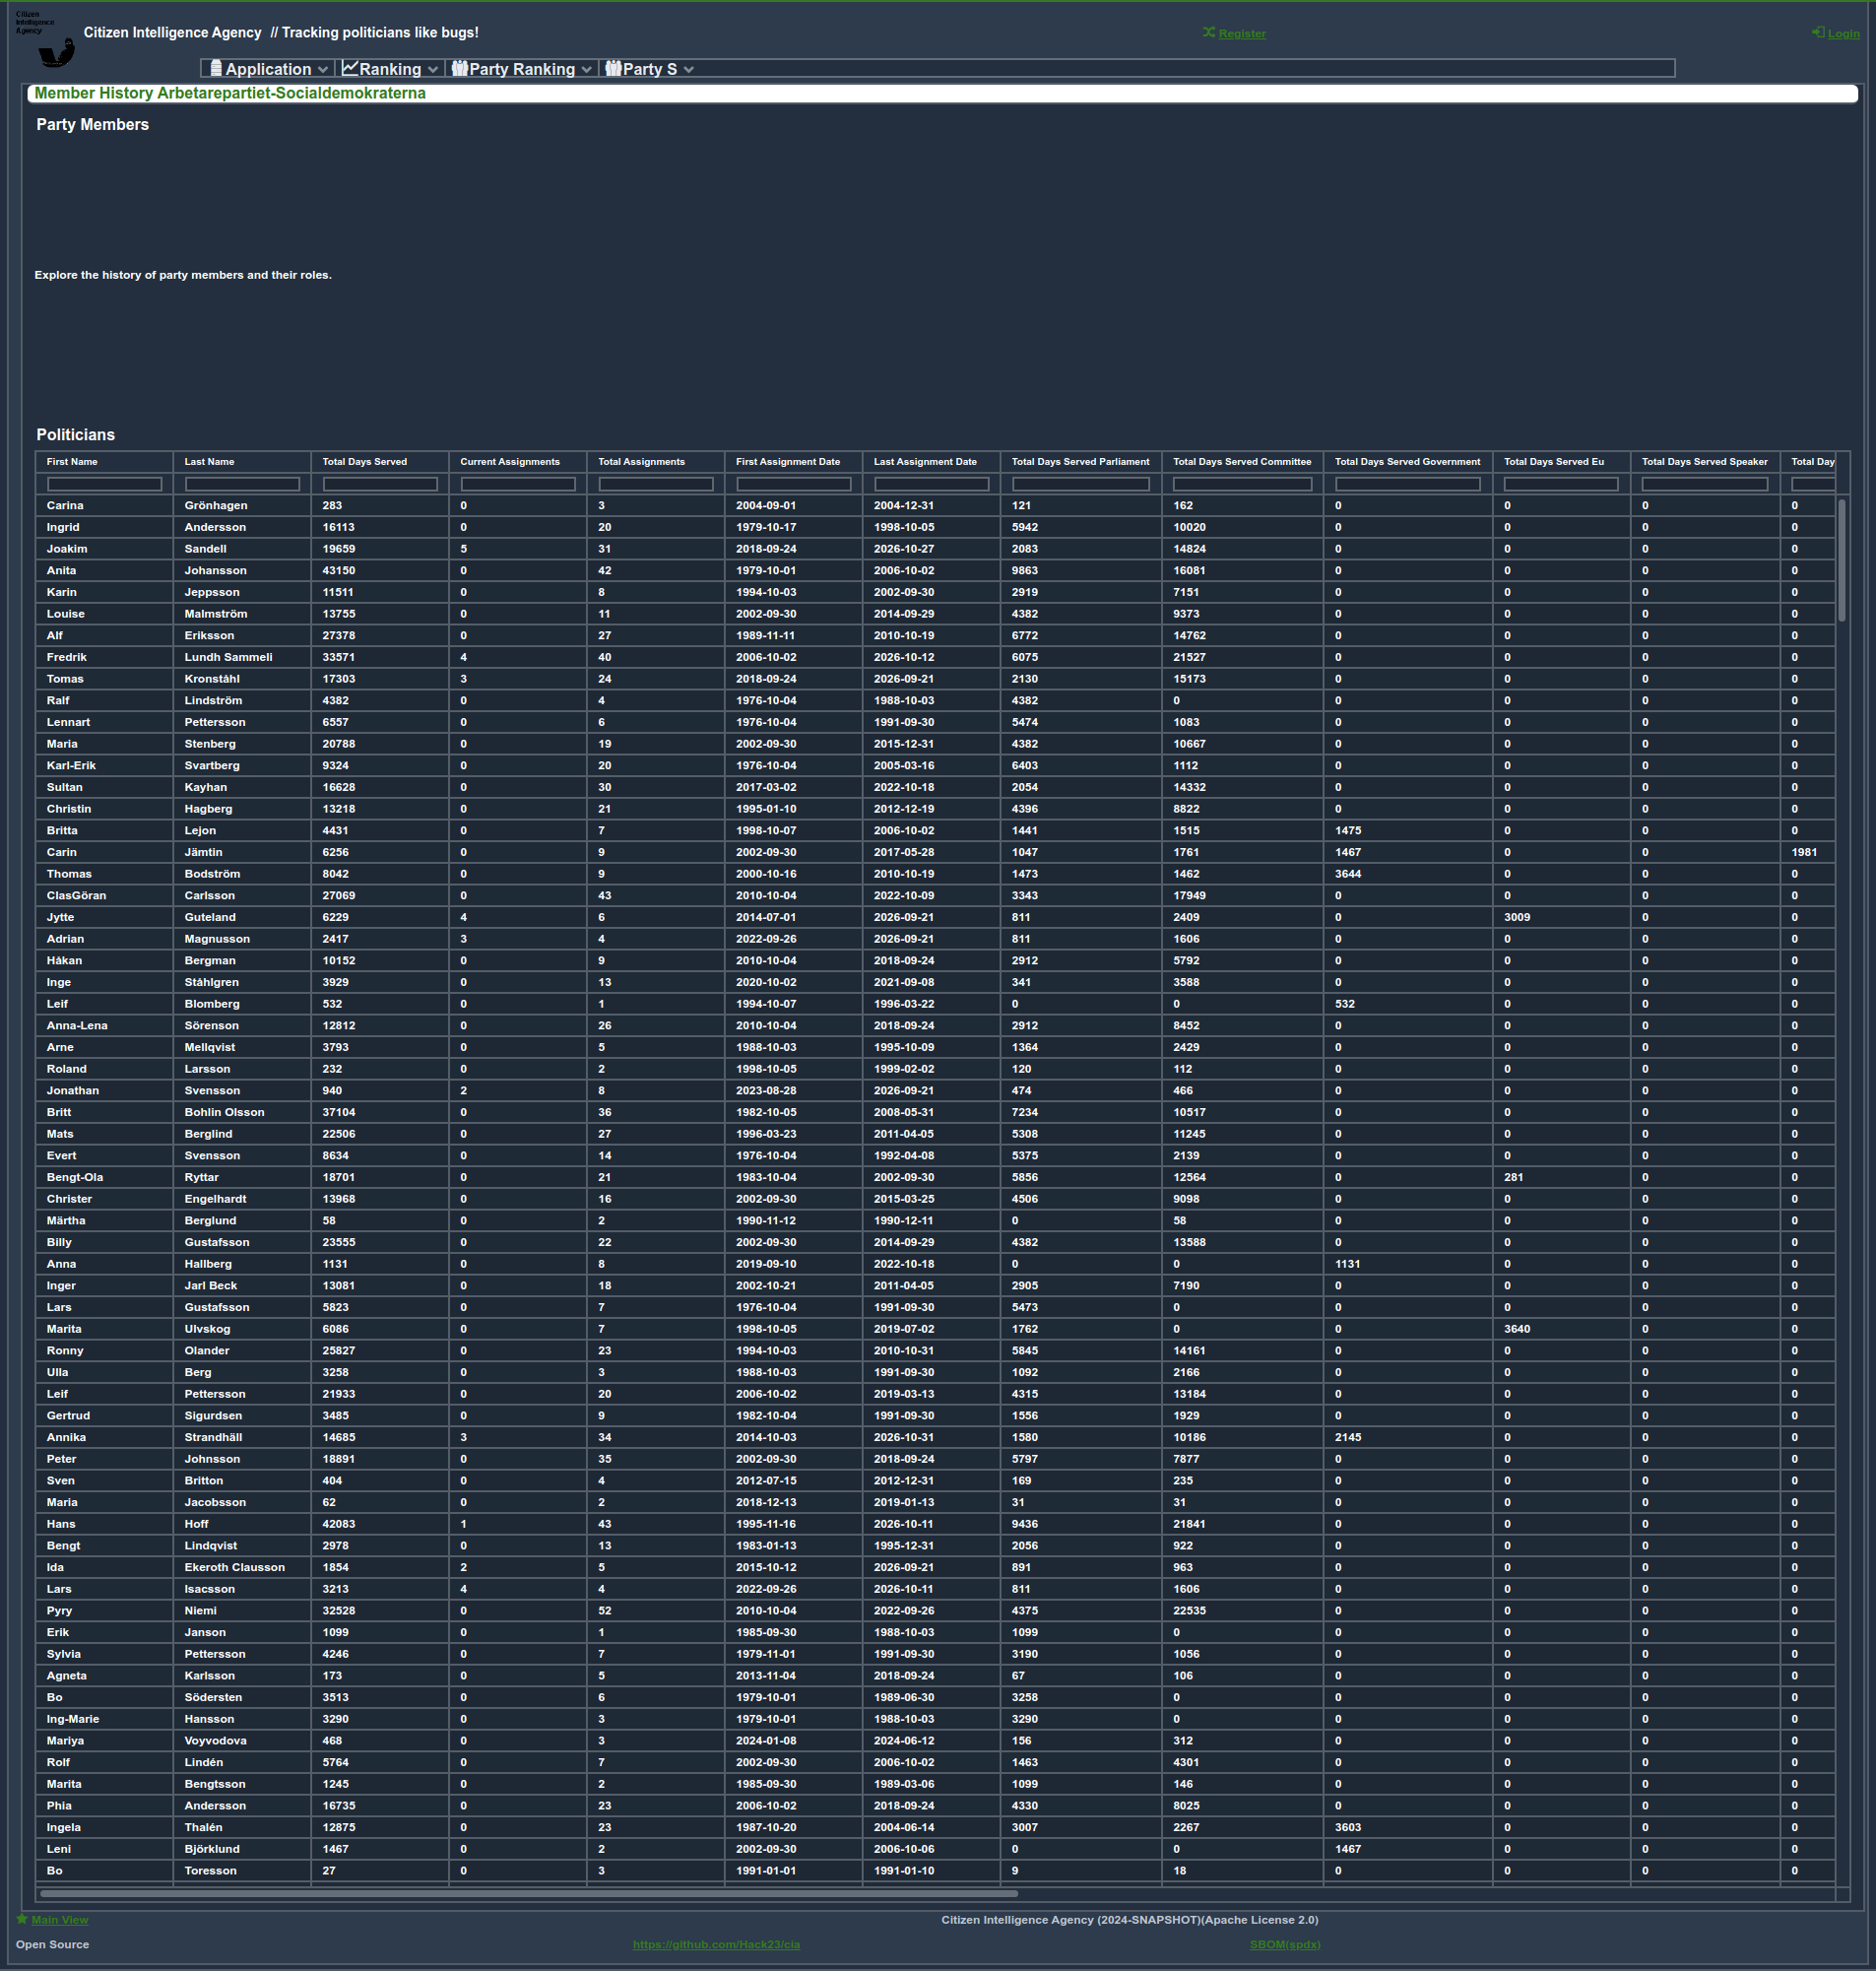 Citizen
Intelligence
Agency
Citizen Intelligence Agency // Tracking politicians like bugs!
Register
Login
Application Ranking Party Ranking Party S
Member History Arbetarepartiet-Socialdemokraterna
Party Members
Explore the history of party members and their roles.
Politicians
First Name Last Name Total Days Served Current Assignments Total Assignments First Assignment Date Last Assignment Date Total Days Served Parliament Total Days Served Committee Total Days Served Government Total Days Served Eu Total Days Served Speaker Total Day
Carina Grönhagen 283 0 3 2004-09-01 2004-12-31 121 162 0 0 0 0
Ingrid Andersson 16113 0 20 1979-10-17 1998-10-05 5942 10020 0 0 0 0
Joakim Sandell 19659 5 31 2018-09-24 2026-10-27 2083 14824 0 0 0 0
Anita Johansson 43150 0 42 1979-10-01 2006-10-02 9863 16081 0 0 0 0
Karin Jeppsson 11511 0 8 1994-10-03 2002-09-30 2919 7151 0 0 0 0
Louise Malmström 13755 0 11 2002-09-30 2014-09-29 4382 9373 0 0 0 0
Alf Eriksson 27378 0 27 1989-11-11 2010-10-19 6772 14762 0 0 0 0
Fredrik Lundh Sammeli 33571 4 40 2006-10-02 2026-10-12 6075 21527 0 0 0 0
Tomas Kronståhl 17303 3 24 2018-09-24 2026-09-21 2130 15173 0 0 0 0
Ralf Lindström 4382 0 4 1976-10-04 1988-10-03 4382 0 0 0 0 0
Lennart Pettersson 6557 0 6 1976-10-04 1991-09-30 5474 1083 0 0 0 0
Maria Stenberg 20788 0 19 2002-09-30 2015-12-31 4382 10667 0 0 0 0
Karl-Erik Svartberg 9324 0 20 1976-10-04 2005-03-16 6403 1112 0 0 0 0
Sultan Kayhan 16628 0 30 2017-03-02 2022-10-18 2054 14332 0 0 0 0
Christin Hagberg 13218 0 21 1995-01-10 2012-12-19 4396 8822 0 0 0 0
Britta Lejon 4431 0 7 1998-10-07 2006-10-02 1441 1515 1475 0 0 0
Carin Jämtin 6256 0 9 2002-09-30 2017-05-28 1047 1761 1467 0 0 1981
Thomas Bodström 8042 0 9 2000-10-16 2010-10-19 1473 1462 3644 0 0 0
ClasGöran Carlsson 27069 0 43 2010-10-04 2022-10-09 3343 17949 0 0 0 0
Jytte Guteland 6229 4 6 2014-07-01 2026-09-21 811 2409 0 3009 0 0
Adrian Magnusson 2417 3 4 2022-09-26 2026-09-21 811 1606 0 0 0 0
Håkan Bergman 10152 0 9 2010-10-04 2018-09-24 2912 5792 0 0 0 0
Inge Ståhlgren 3929 0 13 2020-10-02 2021-09-08 341 3588 0 0 0 0
Leif Blomberg 532 0 1 1994-10-07 1996-03-22 0 0 532 0 0 0
Anna-Lena Sörenson 12812 0 26 2010-10-04 2018-09-24 2912 8452 0 0 0 0
Arne Mellqvist 3793 0 5 1988-10-03 1995-10-09 1364 2429 0 0 0 0
Roland Larsson 232 0 2 1998-10-05 1999-02-02 120 112 0 0 0 0
Jonathan Svensson 940 2 8 2023-08-28 2026-09-21 474 466 0 0 0 0
Britt Bohlin Olsson 37104 0 36 1982-10-05 2008-05-31 7234 10517 0 0 0 0
Mats Berglind 22506 0 27 1996-03-23 2011-04-05 5308 11245 0 0 0 0
Evert Svensson 8634 0 14 1976-10-04 1992-04-08 5375 2139 0 0 0 0
Bengt-Ola Ryttar 18701 0 21 1983-10-04 2002-09-30 5856 12564 0 281 0 0
Christer Engelhardt 13968 0 16 2002-09-30 2015-03-25 4506 9098 0 0 0 0
Märtha Berglund 58 0 2 1990-11-12 1990-12-11 0 58 0 0 0 0
Billy Gustafsson 23555 0 22 2002-09-30 2014-09-29 4382 13588 0 0 0 0
Anna Hallberg 1131 0 8 2019-09-10 2022-10-18 0 0 1131 0 0 0
Inger Jarl Beck 13081 0 18 2002-10-21 2011-04-05 2905 7190 0 0 0 0
Lars Gustafsson 5823 0 7 1976-10-04 1991-09-30 5473 0 0 0 0 0
Marita Ulvskog 6086 0 7 1998-10-05 2019-07-02 1762 0 0 3640 0 0
Ronny Olander 25827 0 23 1994-10-03 2010-10-31 5845 14161 0 0 0 0
Ulla Berg 3258 0 3 1988-10-03 1991-09-30 1092 2166 0 0 0 0
Leif Pettersson 21933 0 20 2006-10-02 2019-03-13 4315 13184 0 0 0 0
Gertrud Sigurdsen 3485 0 9 1982-10-04 1991-09-30 1556 1929 0 0 0 0
Annika Strandhäll 14685 3 34 2014-10-03 2026-10-31 1580 10186 2145 0 0 0
Peter Johnsson 18891 0 35 2002-09-30 2018-09-24 5797 7877 0 0 0 0
Sven Britton 404 0 4 2012-07-15 2012-12-31 169 235 0 0 0 0
Maria Jacobsson 62 0 2 2018-12-13 2019-01-13 31 31 0 0 0 0
Hans Hoff 42083 1 43 1995-11-16 2026-10-11 9436 21841 0 0 0 0
Bengt Lindqvist 2978 0 13 1983-01-13 1995-12-31 2056 922 0 0 0 0
Ida Ekeroth Clausson 1854 2 5 2015-10-12 2026-09-21 891 963 0 0 0 0
Lars Isacsson 3213 4 4 2022-09-26 2026-10-11 811 1606 0 0 0 0
Pyry Niemi 32528 0 52 2010-10-04 2022-09-26 4375 22535 0 0 0 0
Erik Janson 1099 0 1 1985-09-30 1988-10-03 1099 0 0 0 0 0
Sylvia Pettersson 4246 0 7 1979-11-01 1991-09-30 3190 1056 0 0 0 0
Agneta Karlsson 173 0 5 2013-11-04 2018-09-24 67 106 0 0 0 0
Bo Södersten 3513 0 6 1979-10-01 1989-06-30 3258 0 0 0 0 0
Ing-Marie Hansson 3290 0 3 1979-10-01 1988-10-03 3290 0 0 0 0 0
Mariya Voyvodova 468 0 3 2024-01-08 2024-06-12 156 312 0 0 0 0
Rolf Lindén 5764 0 7 2002-09-30 2006-10-02 1463 4301 0 0 0 0
Marita Bengtsson 1245 0 2 1985-09-30 1989-03-06 1099 146 0 0 0 0
Phia Andersson 16735 0 23 2006-10-02 2018-09-24 4330 8025 0 0 0 0
Ingela Thalén 12875 0 23 1987-10-20 2004-06-14 3007 2267 3603 0 0 0
Leni Björklund 1467 0 2 2002-09-30 2006-10-06 0 0 1467 0 0 0
Bo Toresson 27 0 3 1991-01-01 1991-01-10 9 18 0 0 0 0
Main View
Citizen Intelligence Agency (2024-SNAPSHOT)(Apache License 2.0)
Open Source
https://github.com/Hack23/cia
SBOM(spdx)